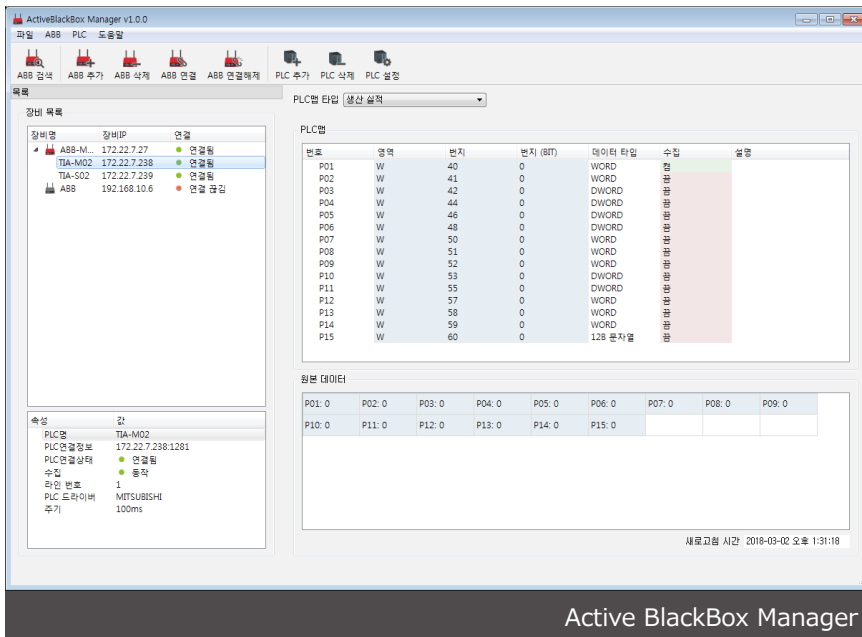 ActiveBlackBox Manager v1.0.0
파일 ABB PLC 도움말
ABB 검색 ABB 추가 ABB 삭제 ABB 연결 ABB 연결해제 PLC 추가 PLC 삭제 PLC 설정
목록
장비 목록
장비명 장비IP 연결
ABB-M... 172.22.7.27 연결됨
TIA-M02 172.22.7.238 연결됨
TIA-S02 172.22.7.239 연결됨
ABB 192.168.10.6 연결 끊김
속성 값
PLC명 TIA-M02
PLC연결정보 172.22.7.238:1281
PLC연결상태 연결됨
수집 동작
라인 번호 1
PLC 드라이버 MITSUBISHI
주기 100ms
PLC맵 타입 생산 실적
PLC맵
번호 영역 번지 번지 (BIT) 데이터 타입 수집 설명
P01 W 40 0 WORD 켬
P02 W 41 0 WORD 끔
P03 W 42 0 DWORD 끔
P04 W 44 0 DWORD 끔
P05 W 46 0 DWORD 끔
P06 W 48 0 DWORD 끔
P07 W 50 0 WORD 끔
P08 W 51 0 WORD 끔
P09 W 52 0 WORD 끔
P10 W 53 0 DWORD 끔
P11 W 55 0 DWORD 끔
P12 W 57 0 WORD 끔
P13 W 58 0 WORD 끔
P14 W 59 0 WORD 끔
P15 W 60 0 12B 문자열 끔
원본 데이터
P01: 0 P02: 0 P03: 0 P04: 0 P05: 0 P06: 0 P07: 0 P08: 0 P09: 0
P10: 0 P11: 0 P12: 0 P13: 0 P14: 0 P15: 0
새로고침 시간 2018-03-02 오후 1:31:18
Active BlackBox Manager